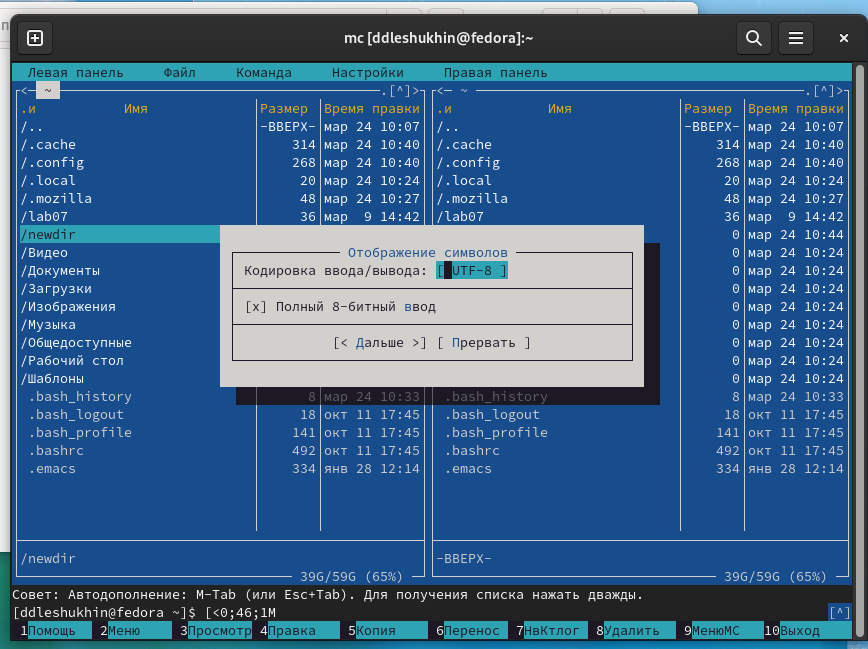 mc [ddleshukhin@fedora]:~
Левая панель Файл Команда Настройки Правая панель
<─ ~ .[^]> <─ ~ .[^]>
.и Имя Размер Время правки .и Имя Размер Время правки
/.. -ВВЕРХ- мар 24 10:07 /.. -ВВЕРХ- мар 24 10:07
/.cache 314 мар 24 10:40 /.cache 314 мар 24 10:40
/.config 268 мар 24 10:40 /.config 268 мар 24 10:40
/.local 20 мар 24 10:24 /.local 20 мар 24 10:24
/.mozilla 48 мар 24 10:27 /.mozilla 48 мар 24 10:27
/lab07 36 мар 9 14:42 /lab07 36 мар 9 14:42
/newdir 0 мар 24 10:44
/Видео Отображение символов 0 мар 24 10:24
/Документы Кодировка ввода/вывода: [ UTF-8 ] 0 мар 24 10:24
/Загрузки 0 мар 24 10:24
/Изображения [x] Полный 8-битный ввод 0 мар 24 10:24
/Музыка 0 мар 24 10:24
/Общедоступные [< Дальше >] [ Прервать ] 0 мар 24 10:24
/Рабочий стол 0 мар 24 10:24
/Шаблоны 0 мар 24 10:24
.bash_history 8 мар 24 10:33 .bash_history 8 мар 24 10:33
.bash_logout 18 окт 11 17:45 .bash_logout 18 окт 11 17:45
.bash_profile 141 окт 11 17:45 .bash_profile 141 окт 11 17:45
.bashrc 492 окт 11 17:45 .bashrc 492 окт 11 17:45
.emacs 334 янв 28 12:14 .emacs 334 янв 28 12:14
/newdir -ВВЕРХ-
39G/59G (65%) 39G/59G (65%)
Совет: Автодополнение: M-Tab (или Esc+Tab). Для получения списка нажать дважды.
[ddleshukhin@fedora ~]$ [<0;46;1M [^]
1Помощь 2Меню 3Просмотр 4Правка 5Копия 6Перенос 7НвКтлог 8Удалить 9МенюМС 10Выход